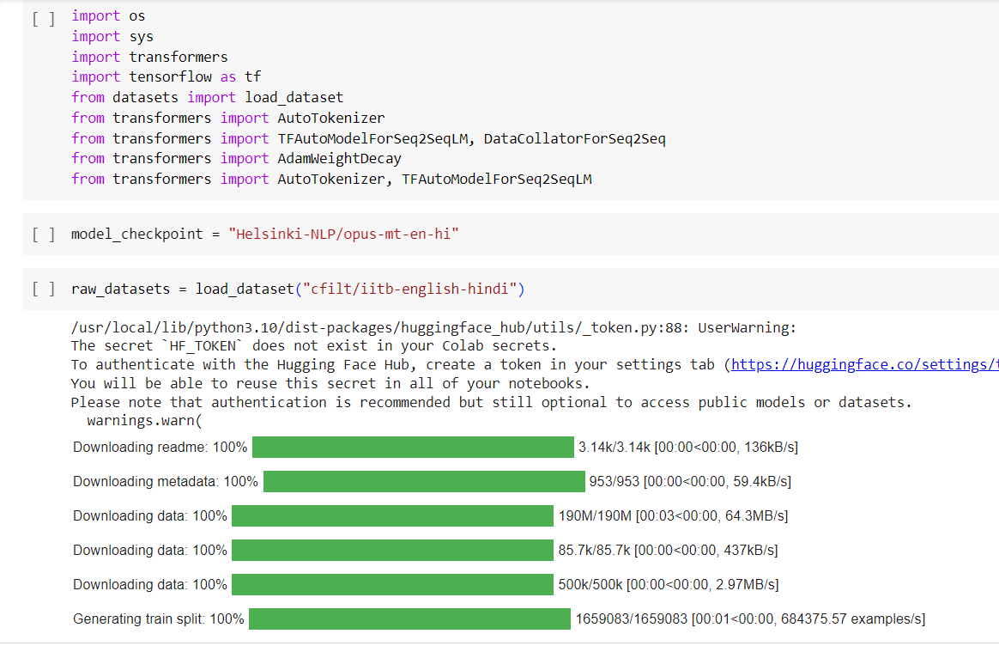 [ ] import os
import sys
import transformers
import tensorflow as tf
from datasets import load_dataset
from transformers import AutoTokenizer
from transformers import TFAutoModelForSeq2SeqLM, DataCollatorForSeq2Seq
from transformers import AdamWeightDecay
from transformers import AutoTokenizer, TFAutoModelForSeq2SeqLM
[ ] model_checkpoint = "Helsinki-NLP/opus-mt-en-hi"
[ ] raw_datasets = load_dataset("cfilt/iitb-english-hindi")
/usr/local/lib/python3.10/dist-packages/huggingface_hub/utils/_token.py:88: UserWarning:
The secret `HF_TOKEN` does not exist in your Colab secrets.
To authenticate with the Hugging Face Hub, create a token in your settings tab (https://huggingface.co/settings/
You will be able to reuse this secret in all of your notebooks.
Please note that authentication is recommended but still optional to access public models or datasets.
warnings.warn(
Downloading readme: 100% 3.14k/3.14k [00:00<00:00, 136kB/s]
Downloading metadata: 100% 953/953 [00:00<00:00, 59.4kB/s]
Downloading data: 100% 190M/190M [00:03<00:00, 64.3MB/s]
Downloading data: 100% 85.7k/85.7k [00:00<00:00, 437kB/s]
Downloading data: 100% 500k/500k [00:00<00:00, 2.97MB/s]
Generating train split: 100% 1659083/1659083 [00:01<00:00, 684375.57 examples/s]